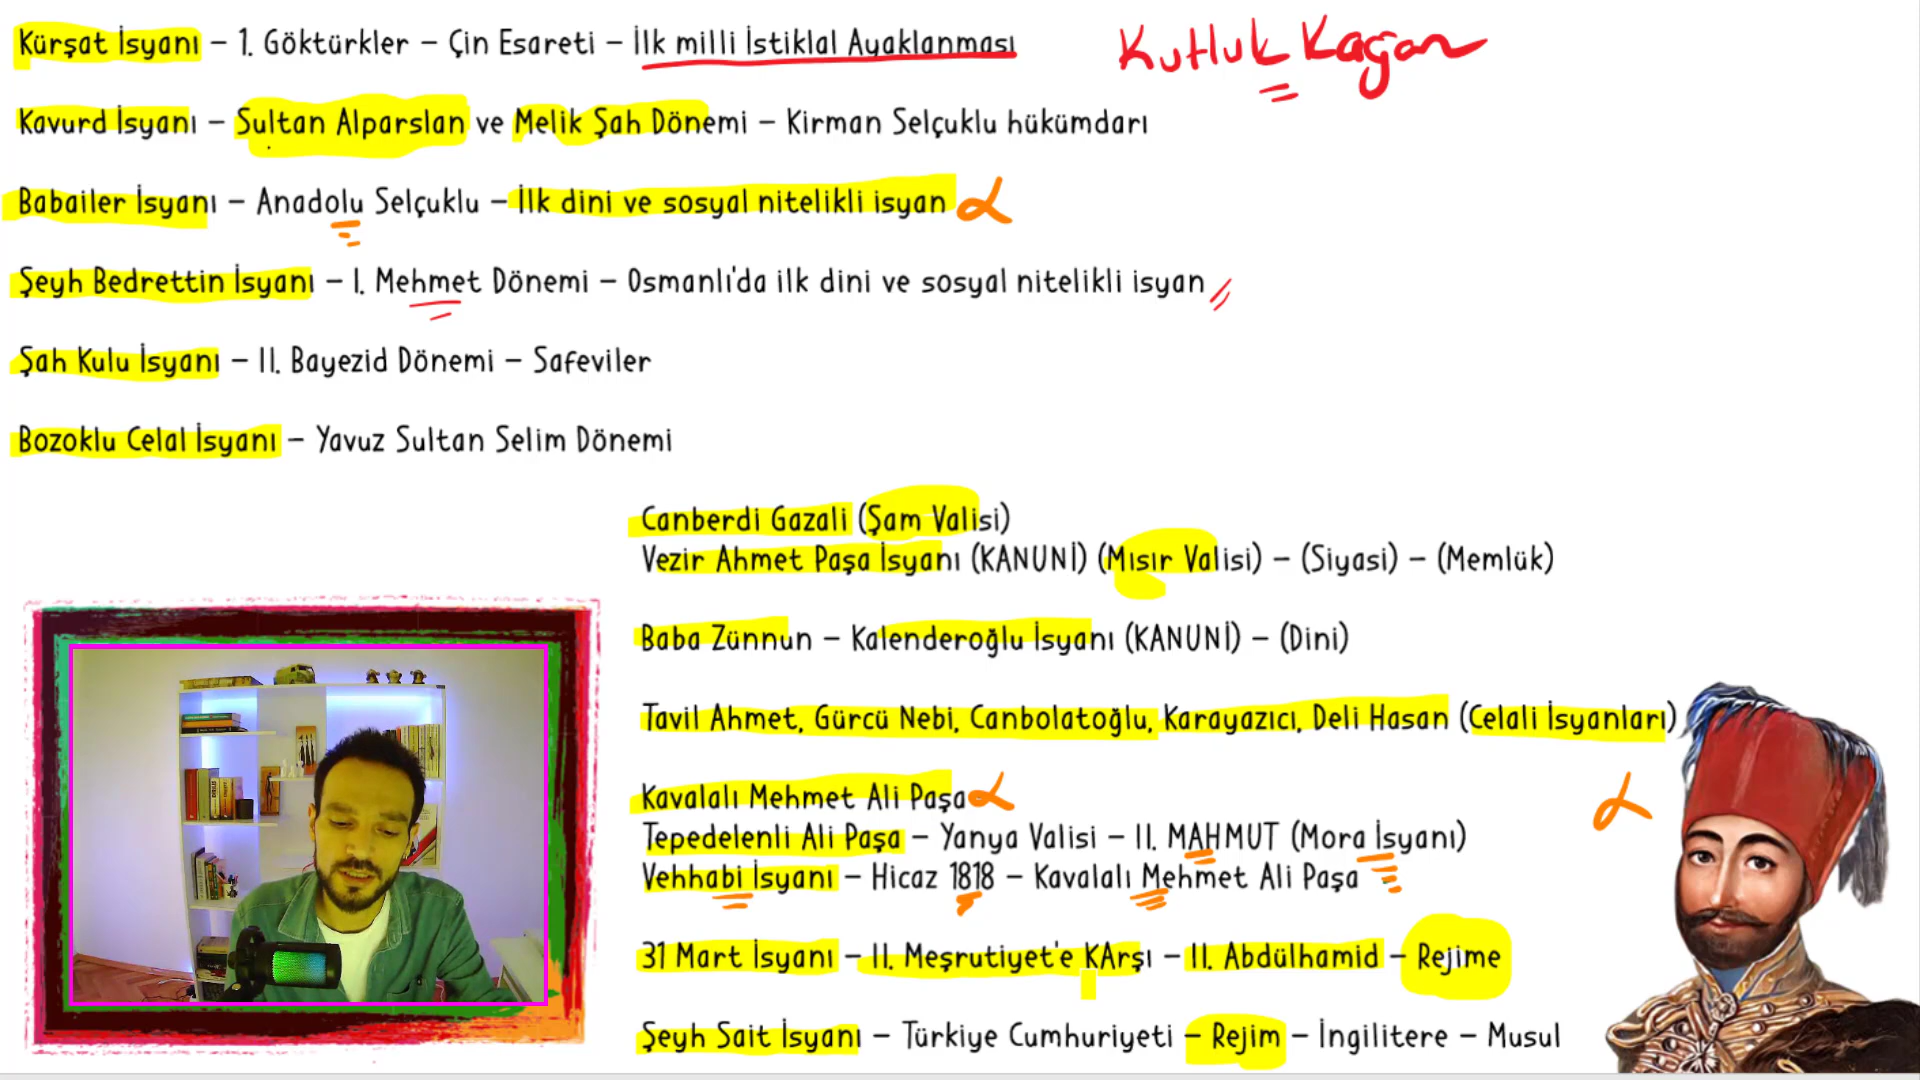 Kürşat İsyanı – 1. Göktürkler – Çin Esareti – İlk milli İstiklal Ayaklanması
Kutluk Kağan
Kavurd İsyanı – Sultan Alparslan ve Melik Şah Dönemi – Kirman Selçuklu hükümdarı
Babailer İsyanı – Anadolu Selçuklu – İlk dini ve sosyal nitelikli isyan
Şeyh Bedrettin İsyanı – I. Mehmet Dönemi – Osmanlı'da ilk dini ve sosyal nitelikli isyan
Şah Kulu İsyanı – II. Bayezid Dönemi – Safeviler
Bozoklu Celal İsyanı – Yavuz Sultan Selim Dönemi
Canberdi Gazali (Şam Valisi)
Vezir Ahmet Paşa İsyanı (KANUNİ) (Mısır Valisi) – (Siyasi) – (Memlük)
Baba Zünnun – Kalenderoğlu İsyanı (KANUNİ) – (Dini)
Tavil Ahmet, Gürcü Nebi, Canbolatoğlu, Karayazıcı, Deli Hasan (Celali İsyanları)
Kavalalı Mehmet Ali Paşa
Tepedelenli Ali Paşa – Yanya Valisi – II. MAHMUT (Mora İsyanı)
Vehhabi İsyanı – Hicaz 1818 – Kavalalı Mehmet Ali Paşa
31 Mart İsyanı – II. Meşrutiyet'e KArşı – II. Abdülhamid – Rejime
Şeyh Sait İsyanı – Türkiye Cumhuriyeti – Rejim – İngilitere – Musul